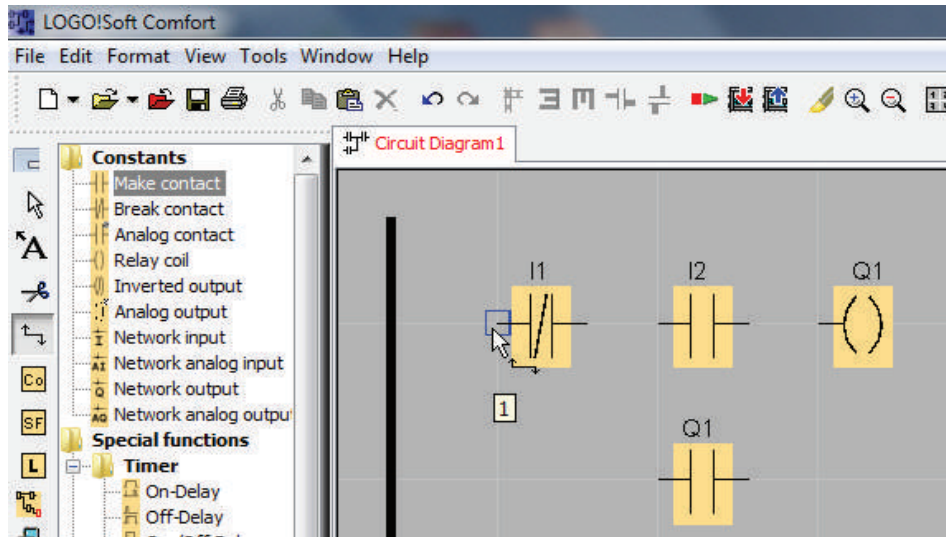 LOGO!Soft Comfort
File Edit Format View Tools Window Help
Circuit Diagram1
Constants
Make contact
Break contact
Analog contact
Relay coil
Inverted output
Analog output
Network input
Network analog input
Network output
Network analog outpu
Special functions
Timer
On-Delay
Off-Delay
Co
SF
L
A
I1
I2
Q1
1
Q1